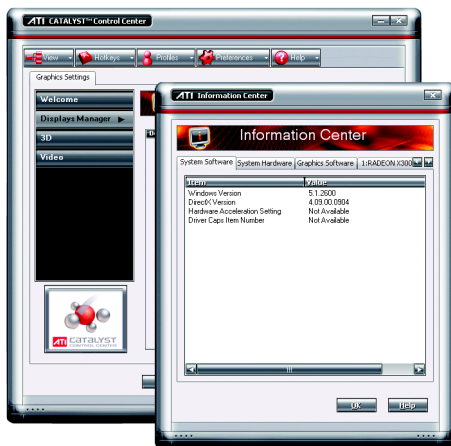 ATI CATALYST™ Control Center
View Hotkeys Profiles Preferences Help
Graphics Settings
Welcome
Displays Manager
3D
Video
ATI CATALYST
CONTROL CENTER
ATI Information Center
Information Center
System Software System Hardware Graphics Software 1:RADEON X300
Item Value
Windows Version 5.1.2600
DirectX Version 4.09.00.0904
Hardware Acceleration Setting Not Available
Driver Caps Item Number Not Available
OK Help